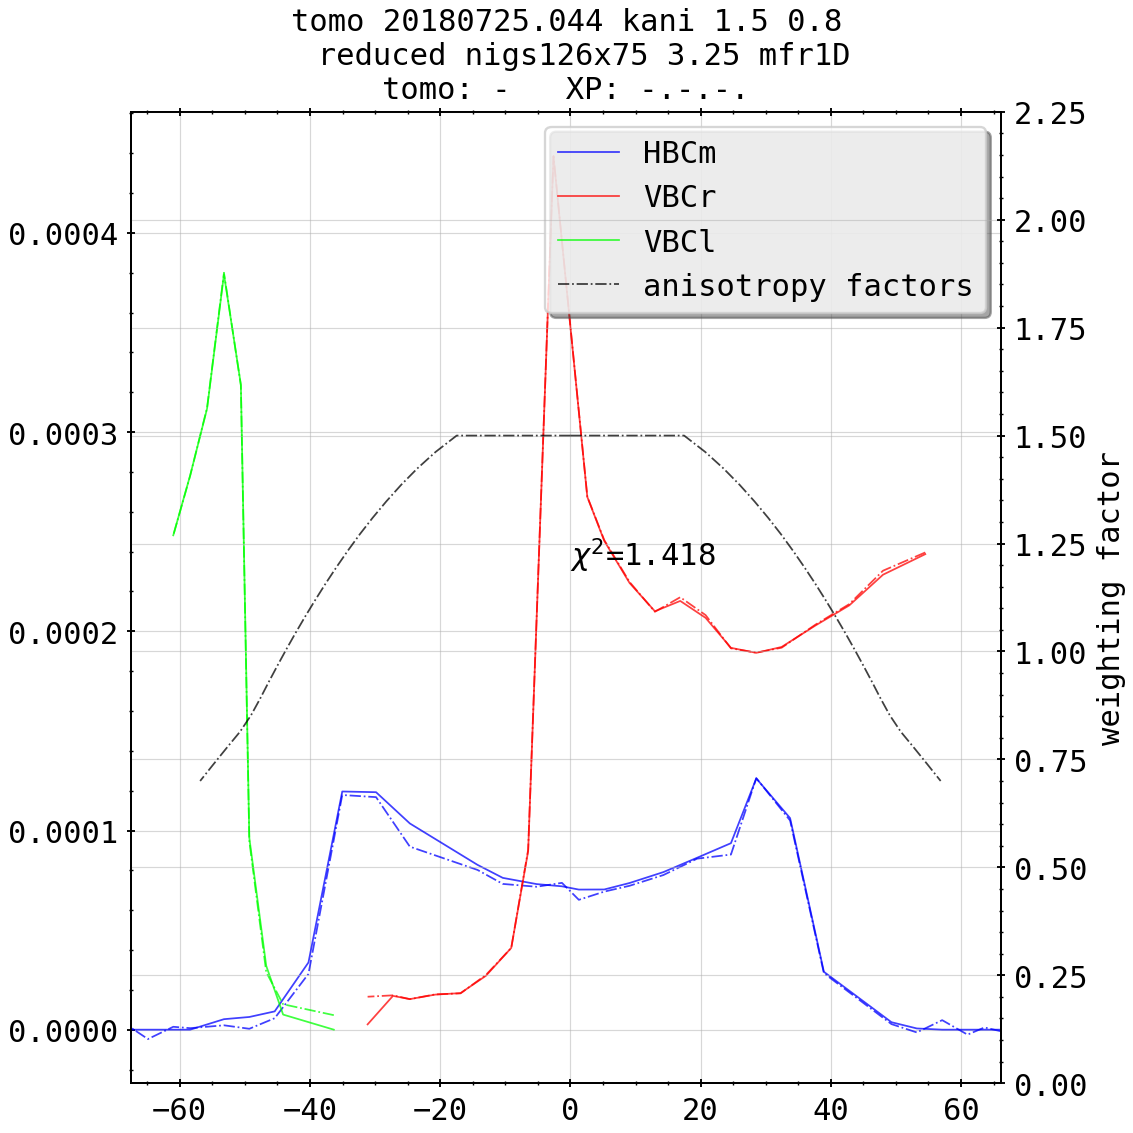 tomo 20180725.044 kani 1.5 0.8
reduced nigs126x75 3.25 mfr1D
tomo: -   XP: -.-.-.
HBCm
VBCr
VBCl
anisotropy factors
χ²=1.418
0.0004
0.0003
0.0002
0.0001
0.0000
2.25
2.00
1.75
1.50
1.25
1.00
0.75
0.50
0.25
0.00
weighting factor
−60 −40 −20 0 20 40 60